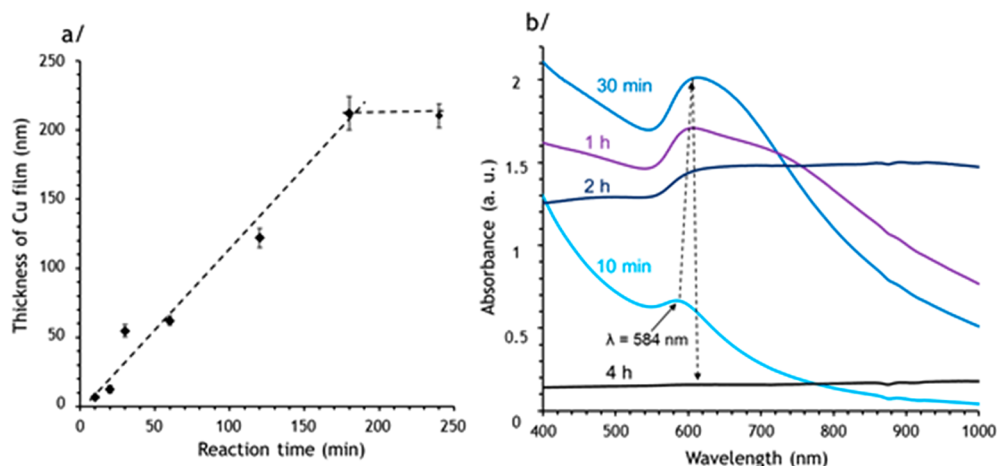 a/
250
200
150
100
50
0
Thickness of Cu film (nm)
0 50 100 150 200 250
Reaction time (min)
b/
2
1.5
1
0.5
0
Absorbance (a. u.)
30 min
1 h
2 h
10 min
λ = 584 nm
4 h
400 500 600 700 800 900 1000
Wavelength (nm)